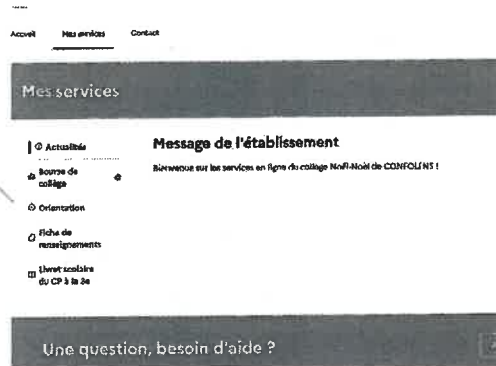 Accueil Mes services Contact
Mes services
Actualités
Bourse de
collège
Orientation
Fiche de
renseignements
Livret scolaire
du CP à la 3e
Message de l'établissement
Bienvenue sur les services en ligne du collège Noël-Noël de CONFOLENS !
Une question, besoin d'aide ?